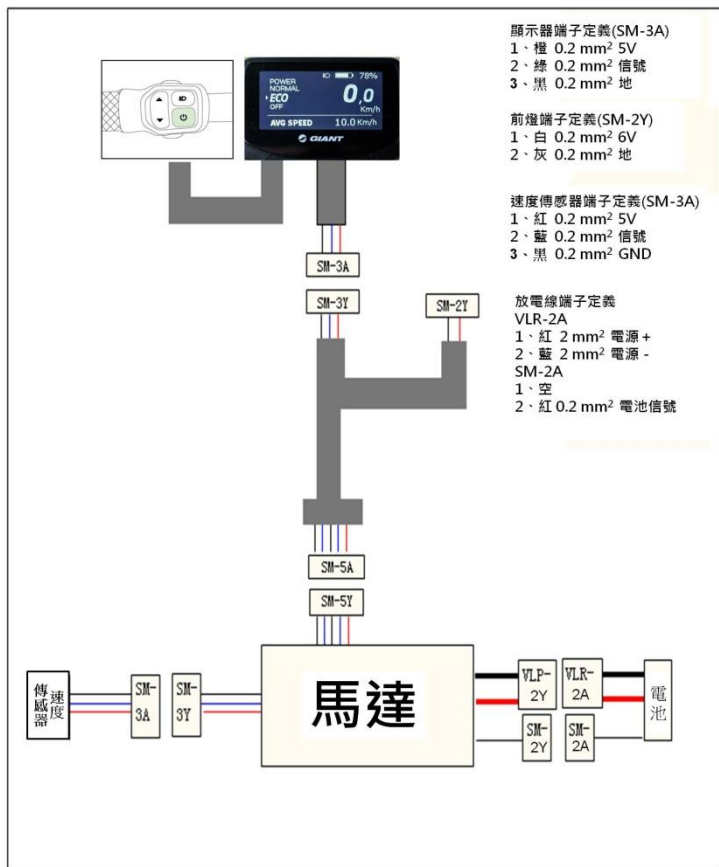 顯示器端子定義(SM-3A)
1、橙 0.2 mm² 5V
2、綠 0.2 mm² 信號
3、黑 0.2 mm² 地
前燈端子定義(SM-2Y)
1、白 0.2 mm² 6V
2、灰 0.2 mm² 地
速度傳感器端子定義(SM-3A)
1、紅 0.2 mm² 5V
2、藍 0.2 mm² 信號
3、黑 0.2 mm² GND
放電線端子定義
VLR-2A
1、紅 2 mm² 電源 +
2、藍 2 mm² 電源 -
SM-2A
1、空
2、紅 0.2 mm² 電池信號
78%
POWER
NORMAL
ECO
OFF
0,0
Km/h
AVG SPEED 10.0 Km/h
GIANT
SM-3A
SM-3Y
SM-2Y
SM-5A
SM-5Y
速度
傳感器
SM-
3A
SM-
3Y
馬達
VLP-
2Y
VLR-
2A
SM-
2Y
SM-
2A
電池